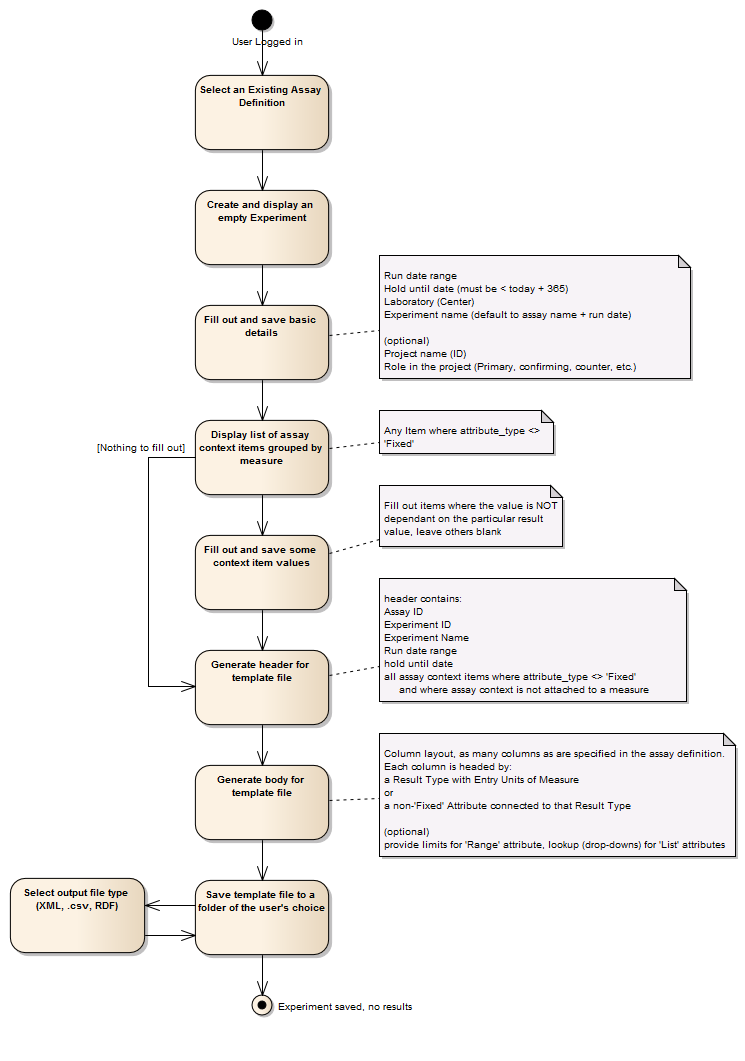 User Logged in
Select an Existing Assay
Definition
Create and display an
empty Experiment
Fill out and save basic
details
Run date range
Hold until date (must be < today + 365)
Laboratory (Center)
Experiment name (default to assay name + run date)
(optional)
Project name (ID)
Role in the project (Primary, confirming, counter, etc.)
Display list of assay
context items grouped by
measure
[Nothing to fill out]
Any Item where attribute_type <>
'Fixed'
Fill out and save some
context item values
Fill out items where the value is NOT
dependant on the particular result
value, leave others blank
Generate header for
template file
header contains:
Assay ID
Experiment ID
Experiment Name
Run date range
hold until date
all assay context items where attribute_type <> 'Fixed'
and where assay context is not attached to a measure
Generate body for
template file
Column layout, as many columns as are specified in the assay definition.
Each column is headed by:
a Result Type with Entry Units of Measure
or
a non-'Fixed' Attribute connected to that Result Type
(optional)
provide limits for 'Range' attribute, lookup (drop-downs) for 'List' attributes
Select output file type
(XML, .csv, RDF)
Save template file to a
folder of the user's choice
Experiment saved, no results